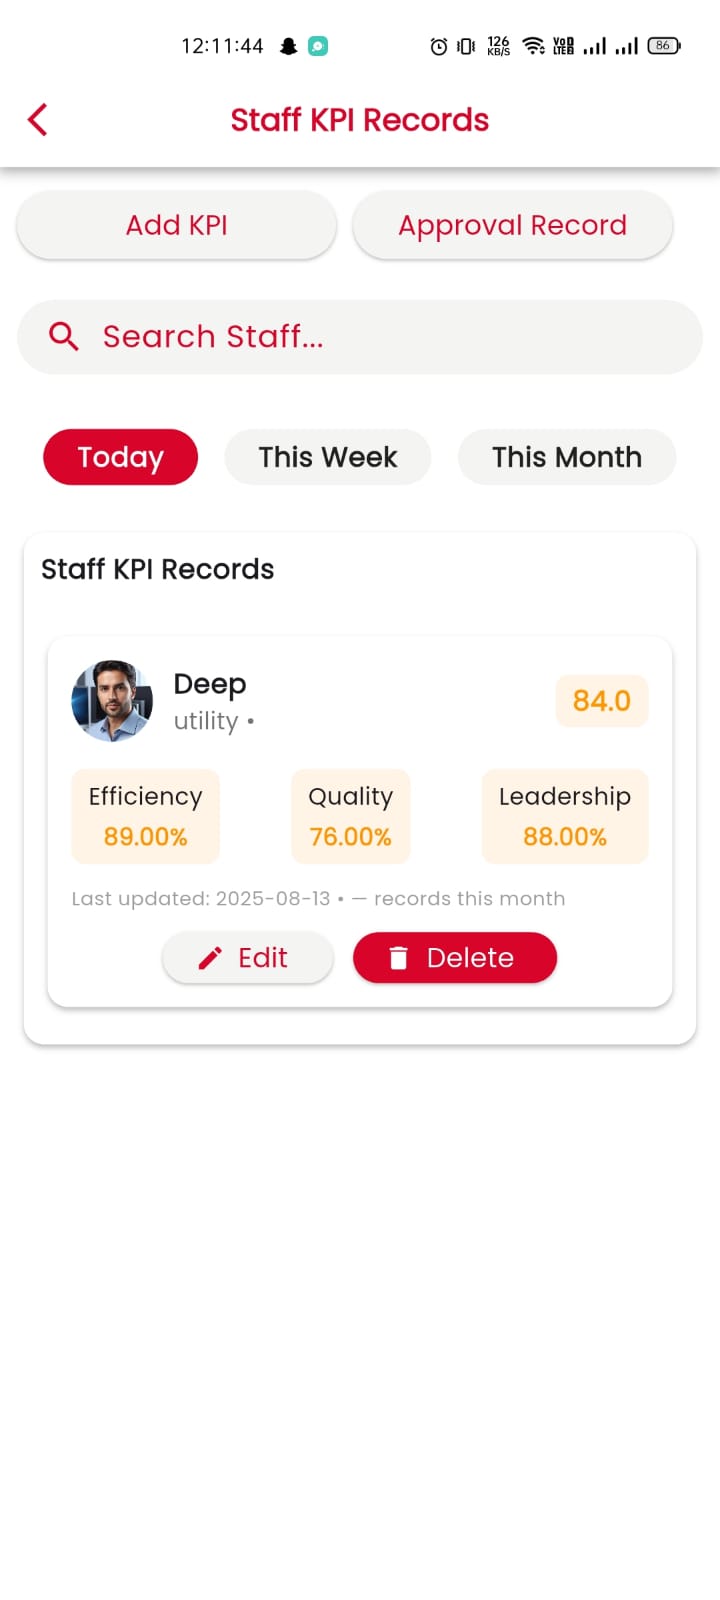 12:11:44 126 KB/S VoD LTE2 86
Staff KPI Records
Add KPI Approval Record
Search Staff...
Today This Week This Month
Staff KPI Records
Deep
utility •
84.0
Efficiency Quality Leadership
89.00% 76.00% 88.00%
Last updated: 2025-08-13 • — records this month
Edit Delete